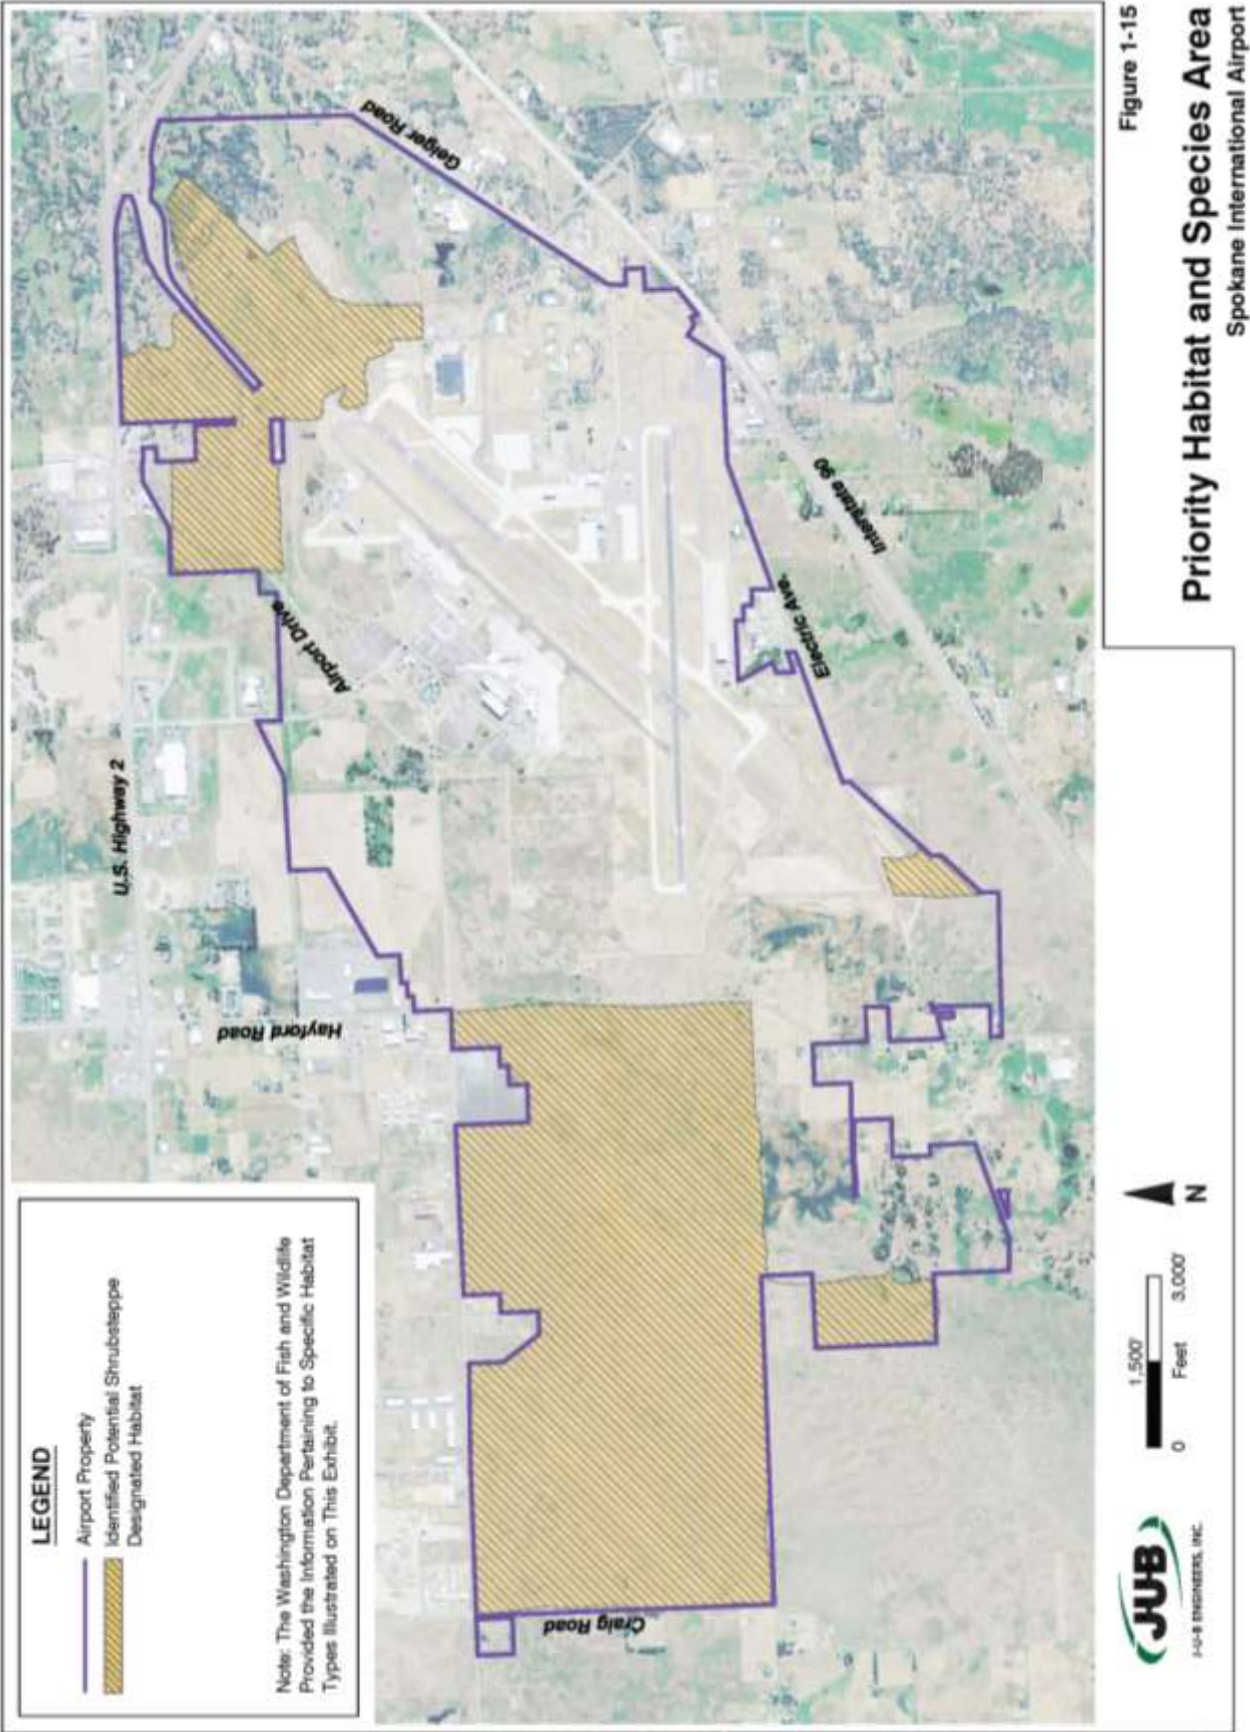 LEGEND
Airport Property
Identified Potential Shrubsteppe
Designated Habitat
Note: The Washington Department of Fish and Wildlife
Provided the Information Pertaining to Specific Habitat
Types Illustrated on This Exhibit.
U.S. Highway 2
Hayford Road
Airport Drive
Geiger Road
Craig Road
Electric Ave.
Interstate 90
J-U-B
J-U-B ENGINEERS, INC.
1,500'
0
3,000'
Feet
N
Figure 1-15
Priority Habitat and Species Area
Spokane International Airport